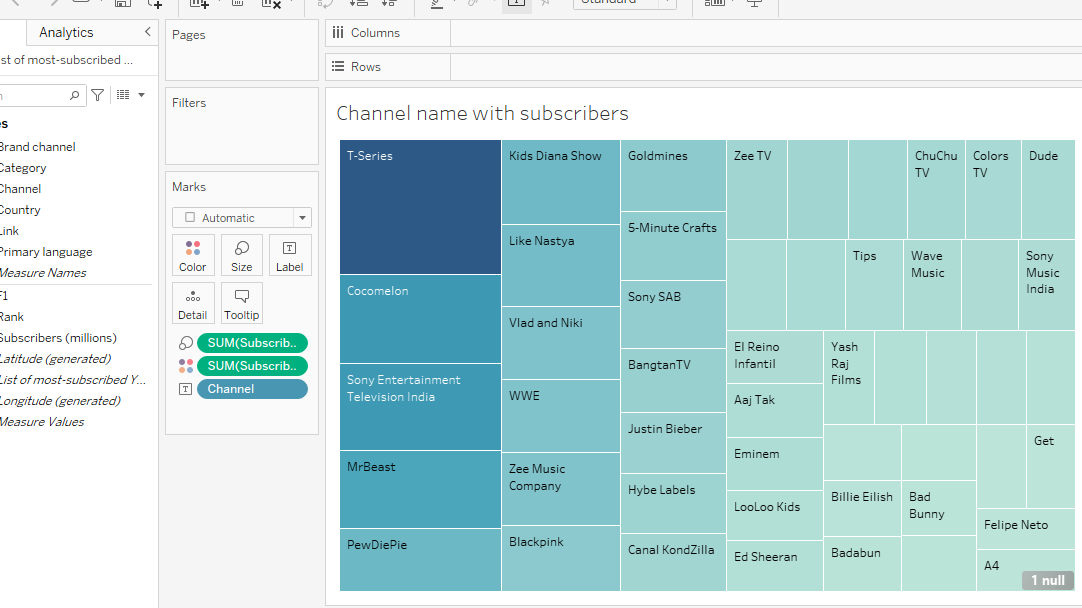 Standard
Analytics
st of most-subscribed ...
Brand channel
Category
Channel
Country
Link
Primary language
Measure Names
F1
Rank
Subscribers (millions)
Latitude (generated)
List of most-subscribed Y...
Longitude (generated)
Measure Values
Pages
Filters
Marks
Automatic
Color
Size
Label
Detail
Tooltip
SUM(Subscrib..
SUM(Subscrib..
Channel
Columns
Rows
Channel name with subscribers
T-Series
Cocomelon
Sony Entertainment
Television India
MrBeast
PewDiePie
Kids Diana Show
Like Nastya
Vlad and Niki
WWE
Zee Music
Company
Blackpink
Goldmines
5-Minute Crafts
Sony SAB
BangtanTV
Justin Bieber
Hybe Labels
Canal KondZilla
Zee TV
ChuChu
TV
Colors
TV
Dude
Tips
Wave
Music
Sony
Music
India
El Reino
Infantil
Aaj Tak
Eminem
LooLoo Kids
Ed Sheeran
Yash
Raj
Films
Get
Billie Eilish
Bad
Bunny
Badabun
Felipe Neto
A4
1 null